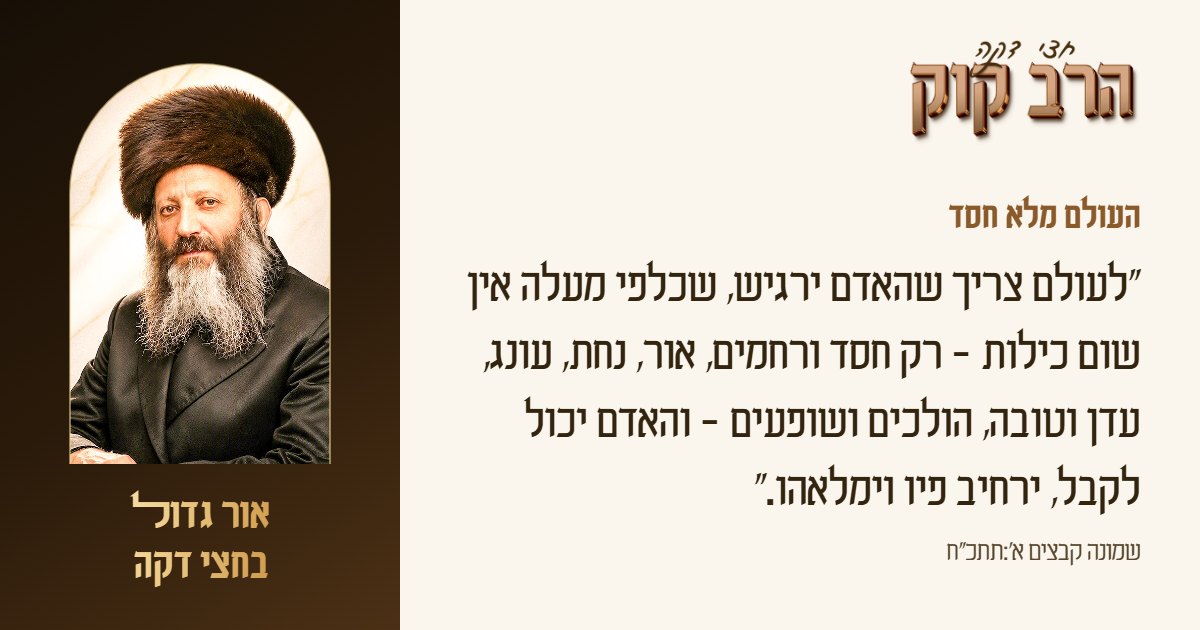 חצי דקה
הרב קוק
העולם מלא חסד
"לעולם צריך שהאדם ירגיש, שכלפי מעלה אין
שום כילות - רק חסד ורחמים, אור, נחת, עונג,
עדן וטובה, הולכים ושופעים - והאדם יכול
לקבל, ירחיב פיו וימלאהו."
שמונה קבצים א':תתכ"ח
אור גדול
בחצי דקה